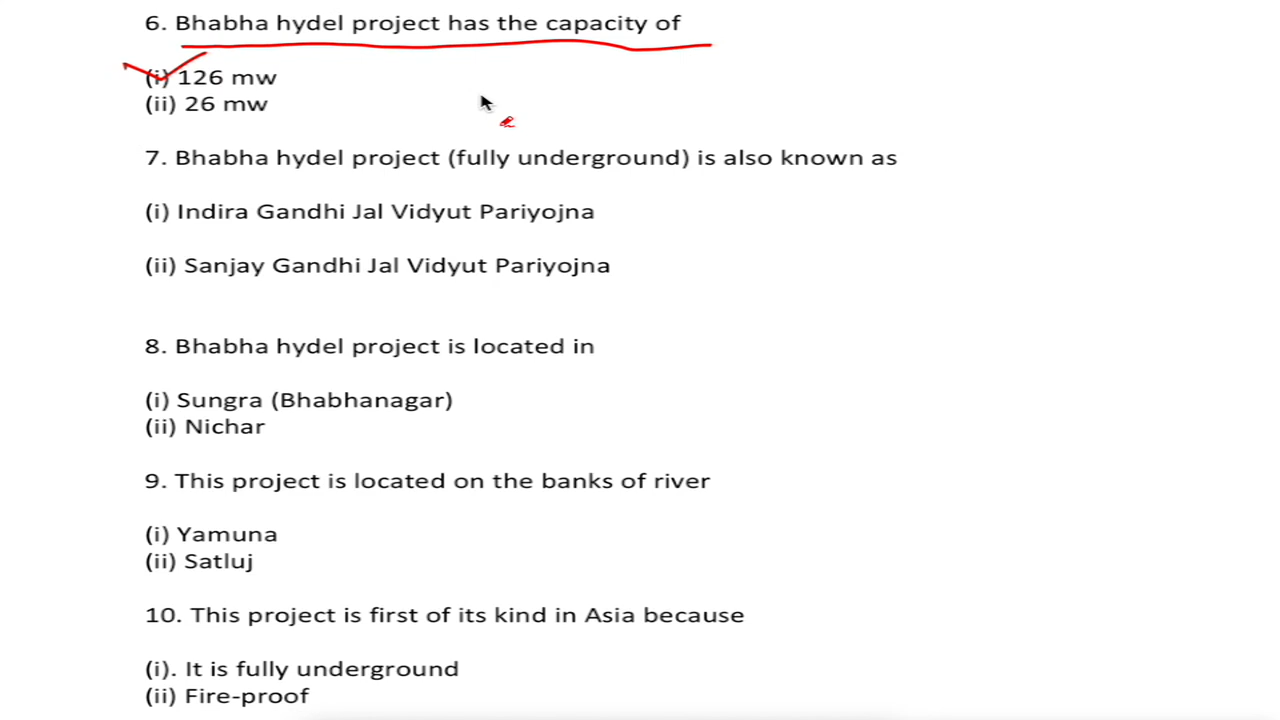 6. Bhabha hydel project has the capacity of
(i) 126 mw
(ii) 26 mw
7. Bhabha hydel project (fully underground) is also known as
(i) Indira Gandhi Jal Vidyut Pariyojna
(ii) Sanjay Gandhi Jal Vidyut Pariyojna
8. Bhabha hydel project is located in
(i) Sungra (Bhabhanagar)
(ii) Nichar
9. This project is located on the banks of river
(i) Yamuna
(ii) Satluj
10. This project is first of its kind in Asia because
(i). It is fully underground
(ii) Fire-proof